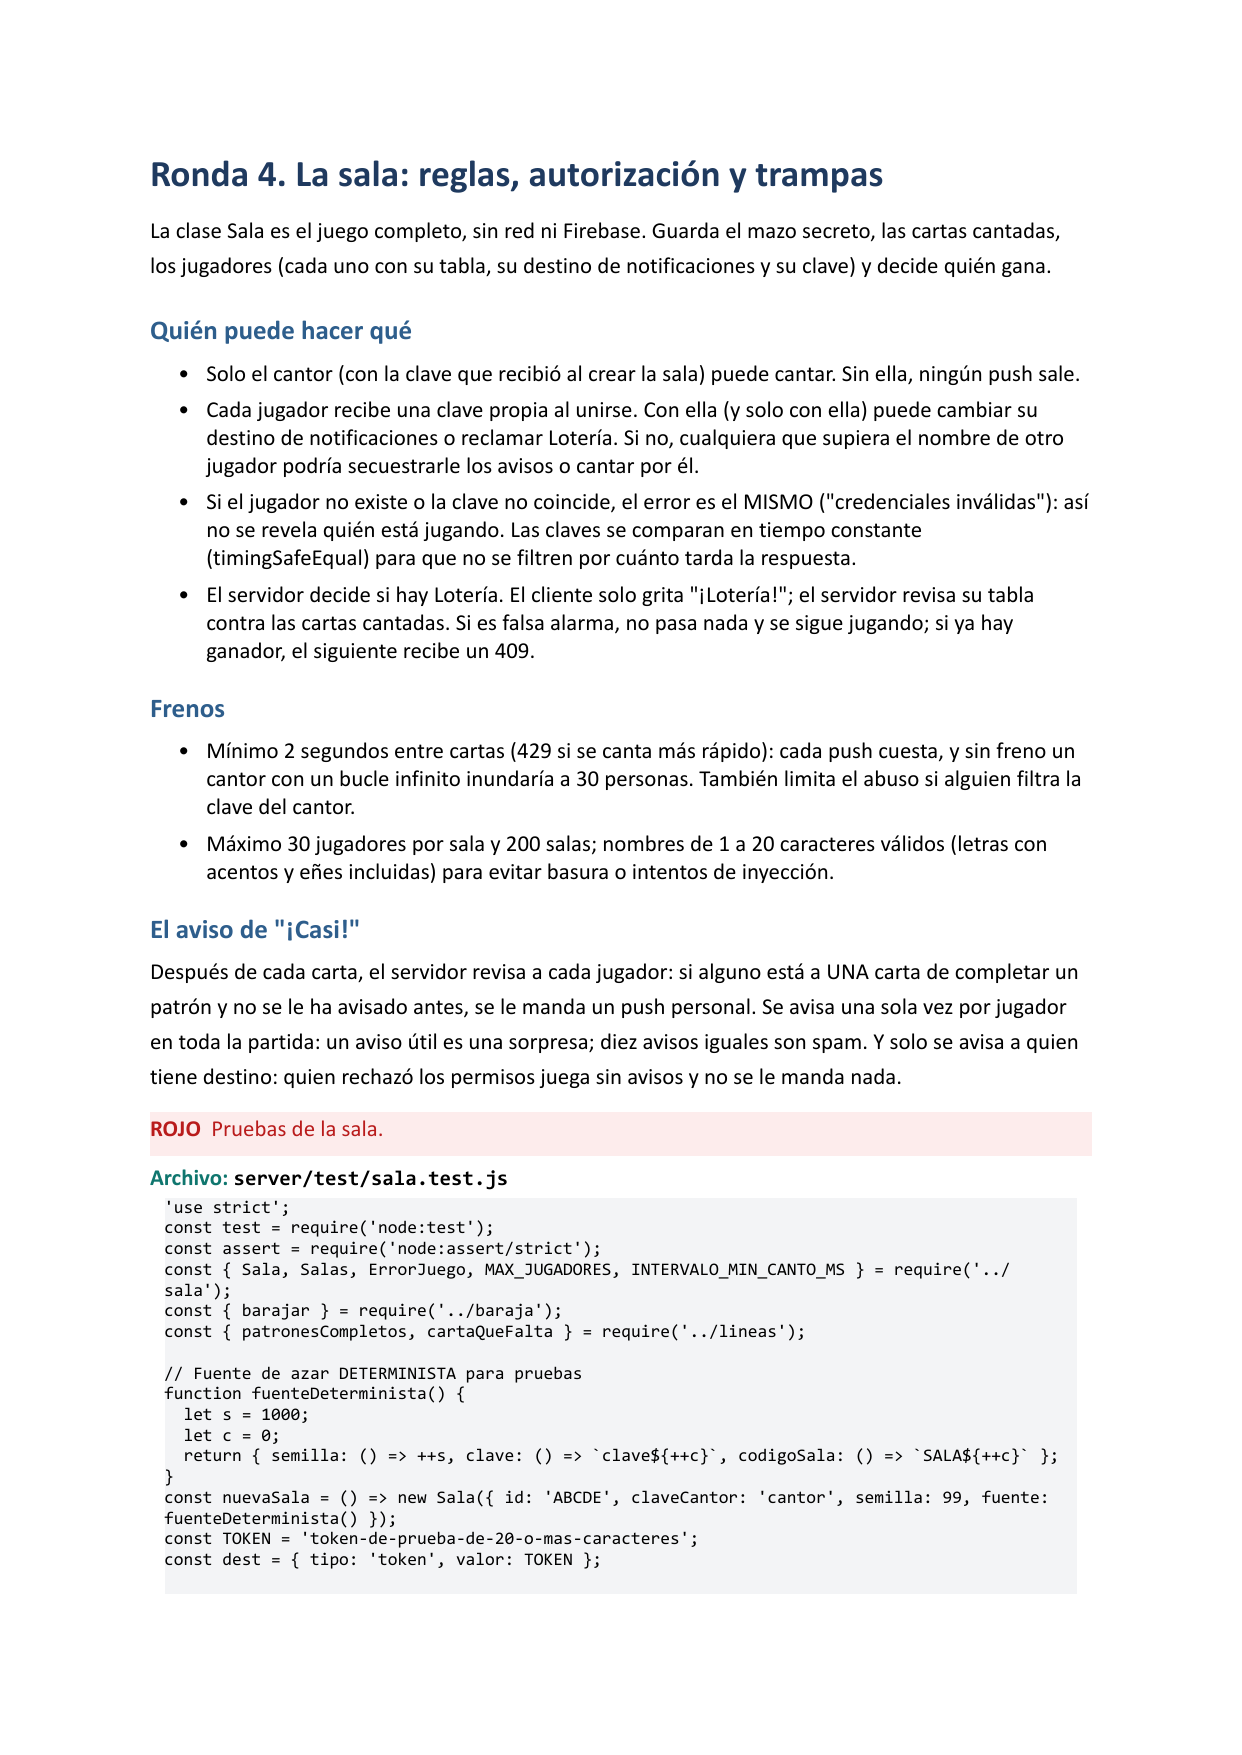 Ronda 4. La sala: reglas, autorización y trampas
La clase Sala es el juego completo, sin red ni Firebase. Guarda el mazo secreto, las cartas cantadas,
los jugadores (cada uno con su tabla, su destino de notificaciones y su clave) y decide quién gana.
Quién puede hacer qué
• Solo el cantor (con la clave que recibió al crear la sala) puede cantar. Sin ella, ningún push sale.
• Cada jugador recibe una clave propia al unirse. Con ella (y solo con ella) puede cambiar su
destino de notificaciones o reclamar Lotería. Si no, cualquiera que supiera el nombre de otro
jugador podría secuestrarle los avisos o cantar por él.
• Si el jugador no existe o la clave no coincide, el error es el MISMO ("credenciales inválidas"): así
no se revela quién está jugando. Las claves se comparan en tiempo constante
(timingSafeEqual) para que no se filtren por cuánto tarda la respuesta.
• El servidor decide si hay Lotería. El cliente solo grita "¡Lotería!"; el servidor revisa su tabla
contra las cartas cantadas. Si es falsa alarma, no pasa nada y se sigue jugando; si ya hay
ganador, el siguiente recibe un 409.
Frenos
• Mínimo 2 segundos entre cartas (429 si se canta más rápido): cada push cuesta, y sin freno un
cantor con un bucle infinito inundaría a 30 personas. También limita el abuso si alguien filtra la
clave del cantor.
• Máximo 30 jugadores por sala y 200 salas; nombres de 1 a 20 caracteres válidos (letras con
acentos y eñes incluidas) para evitar basura o intentos de inyección.
El aviso de "¡Casi!"
Después de cada carta, el servidor revisa a cada jugador: si alguno está a UNA carta de completar un
patrón y no se le ha avisado antes, se le manda un push personal. Se avisa una sola vez por jugador
en toda la partida: un aviso útil es una sorpresa; diez avisos iguales son spam. Y solo se avisa a quien
tiene destino: quien rechazó los permisos juega sin avisos y no se le manda nada.
ROJO Pruebas de la sala.
Archivo: server/test/sala.test.js
'use strict';
const test = require('node:test');
const assert = require('node:assert/strict');
const { Sala, Salas, ErrorJuego, MAX_JUGADORES, INTERVALO_MIN_CANTO_MS } = require('../
sala');
const { barajar } = require('../baraja');
const { patronesCompletos, cartaQueFalta } = require('../lineas');
// Fuente de azar DETERMINISTA para pruebas
function fuenteDeterminista() {
  let s = 1000;
  let c = 0;
  return { semilla: () => ++s, clave: () => `clave${++c}`, codigoSala: () => `SALA${++c}` };
}
const nuevaSala = () => new Sala({ id: 'ABCDE', claveCantor: 'cantor', semilla: 99, fuente:
fuenteDeterminista() });
const TOKEN = 'token-de-prueba-de-20-o-mas-caracteres';
const dest = { tipo: 'token', valor: TOKEN };